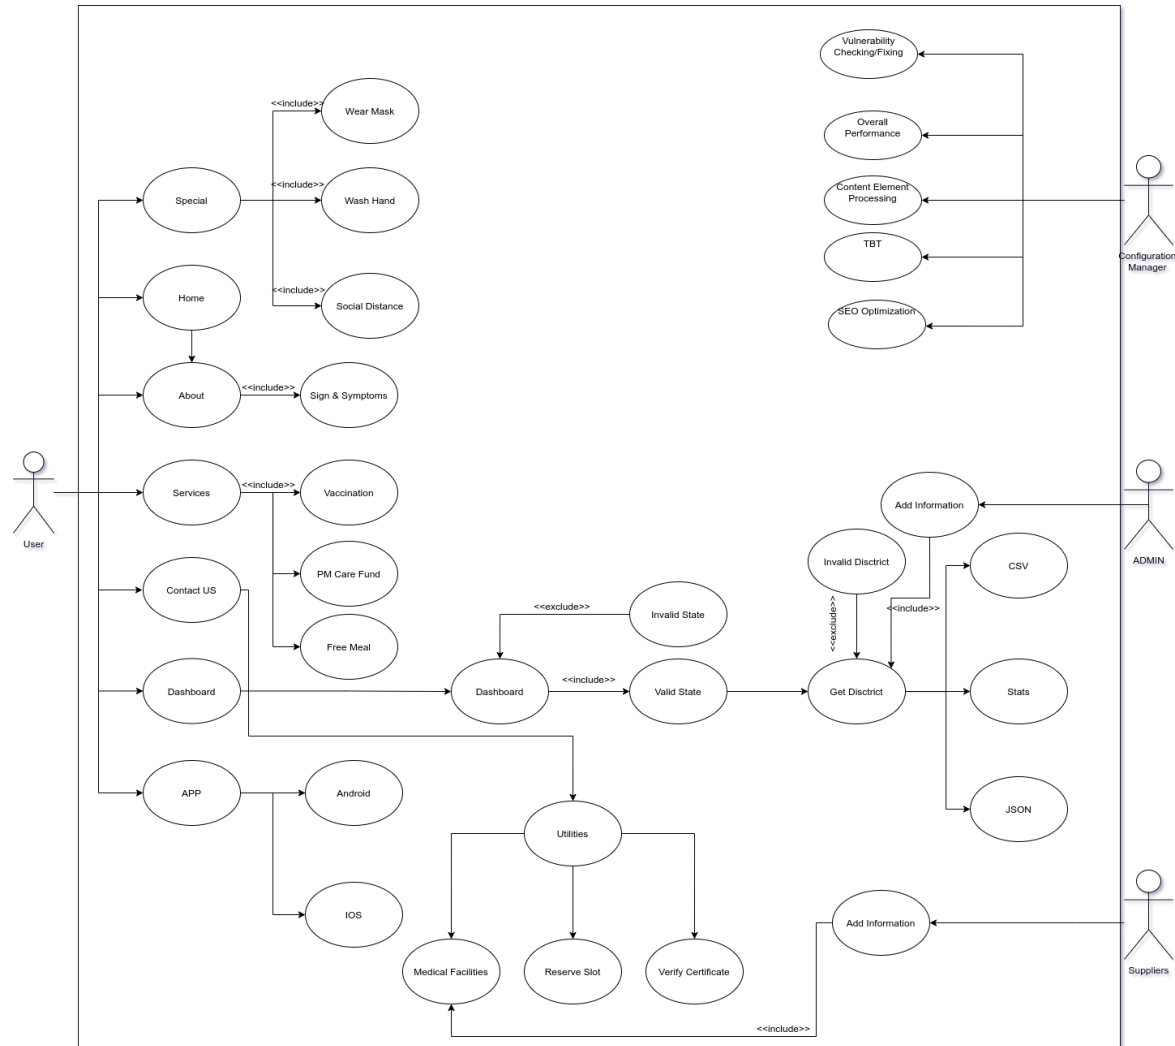 Vulnerability
Checking/Fixing
<<include>>
Wear Mask
Overall
Performance
<<include>>
Special
Wash Hand
Content Element
Processing
TBT
Configuration
Manager
<<include>>
Home
Social Distance
SEO Optimization
<<include>>
About
Sign & Symptoms
User
<<include>>
Services
Vaccination
Add Information
ADMIN
Contact US
PM Care Fund
Invalid Disctrict
CSV
<<exclude>>
<<include>>
<<exclude>>
Invalid State
Free Meal
Dashboard
Dashboard
<<include>>
Valid State
Get Disctrict
Stats
APP
Android
JSON
Utilities
IOS
Add Information
Medical Facilities
Reserve Slot
Verify Certificate
Suppliers
<<include>>